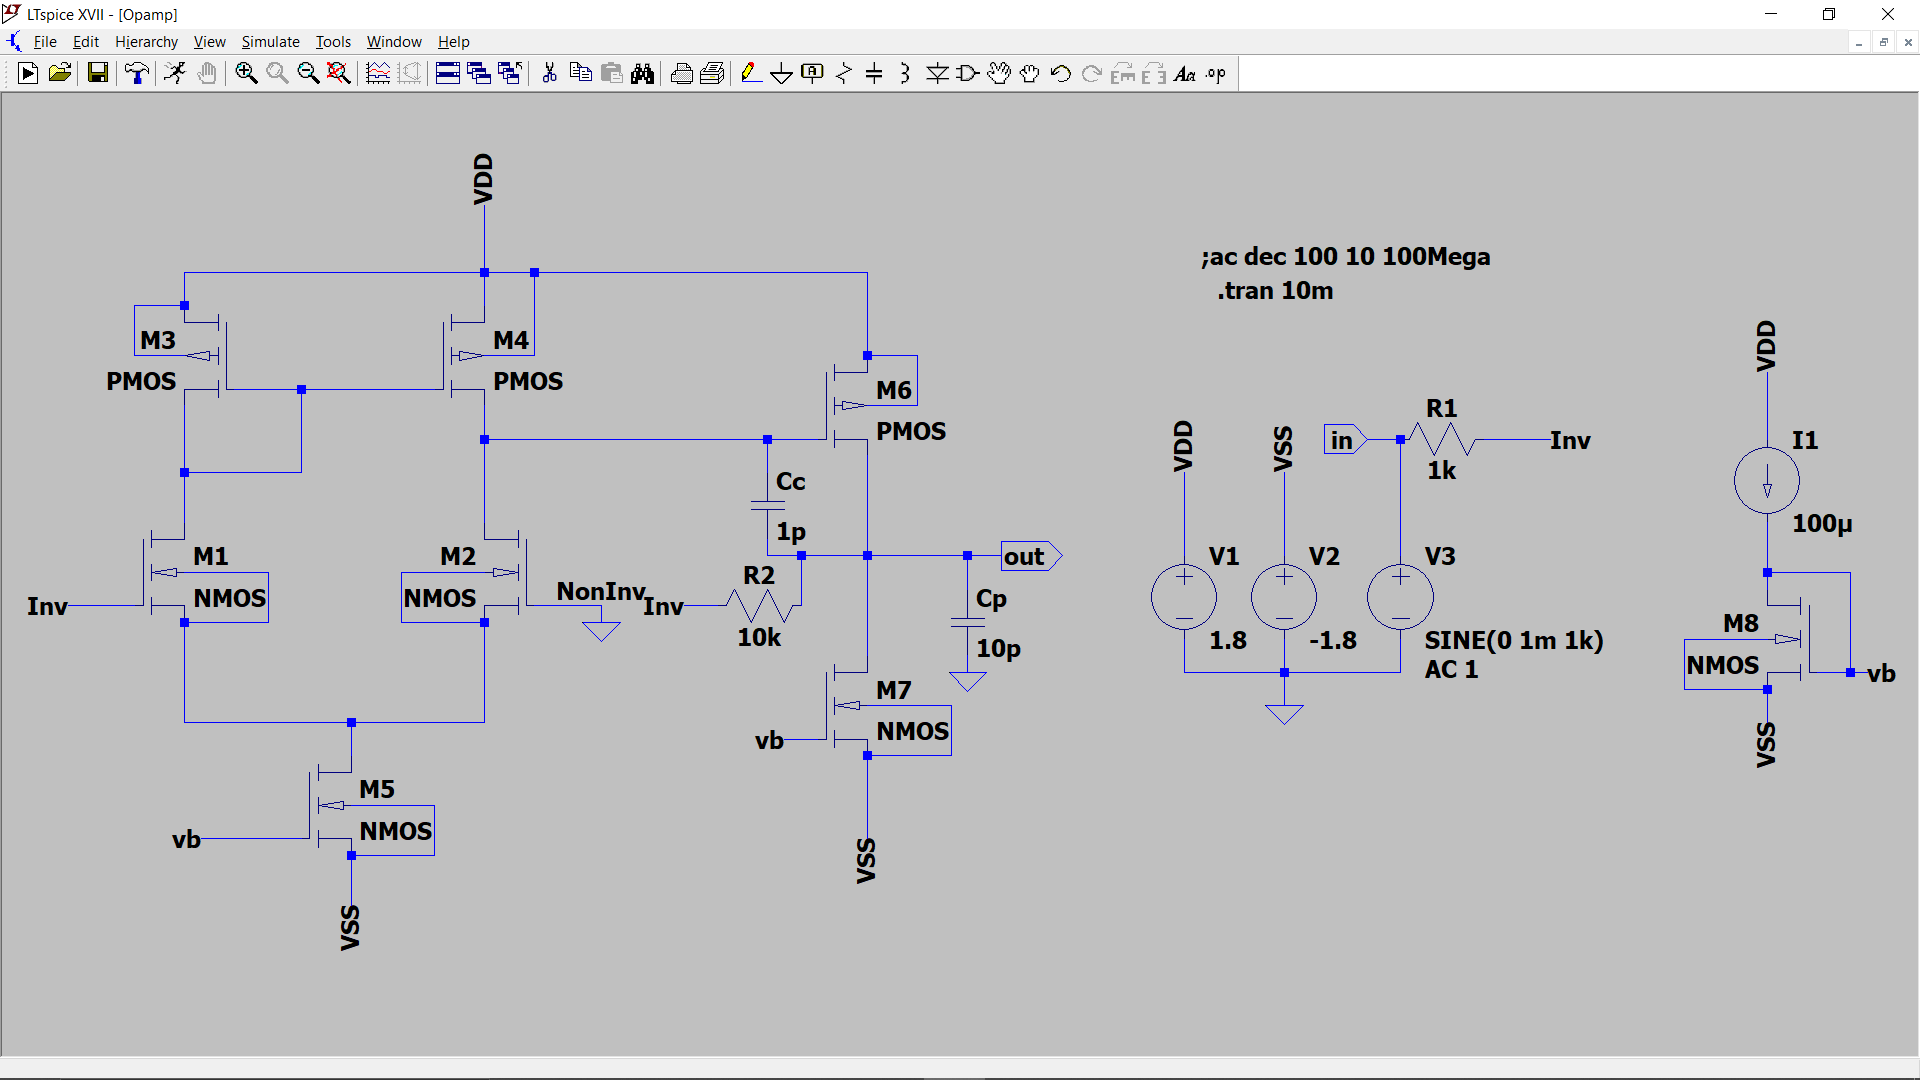 LTspice XVII - [Opamp]
File Edit Hierarchy View Simulate Tools Window Help
VDD
;ac dec 100 10 100Mega
.tran 10m
M3
PMOS
M4
PMOS
M6
PMOS
VDD
VSS
in
R1
1k
Inv
VDD
I1
100µ
Cc
1p
M1
NMOS
Inv
M2
NMOS
NonInv
Inv
R2
10k
out
Cp
10p
V1
1.8
V2
-1.8
V3
SINE(0 1m 1k)
AC 1
M8
NMOS
vb
VSS
M7
NMOS
vb
VSS
M5
NMOS
vb
VSS